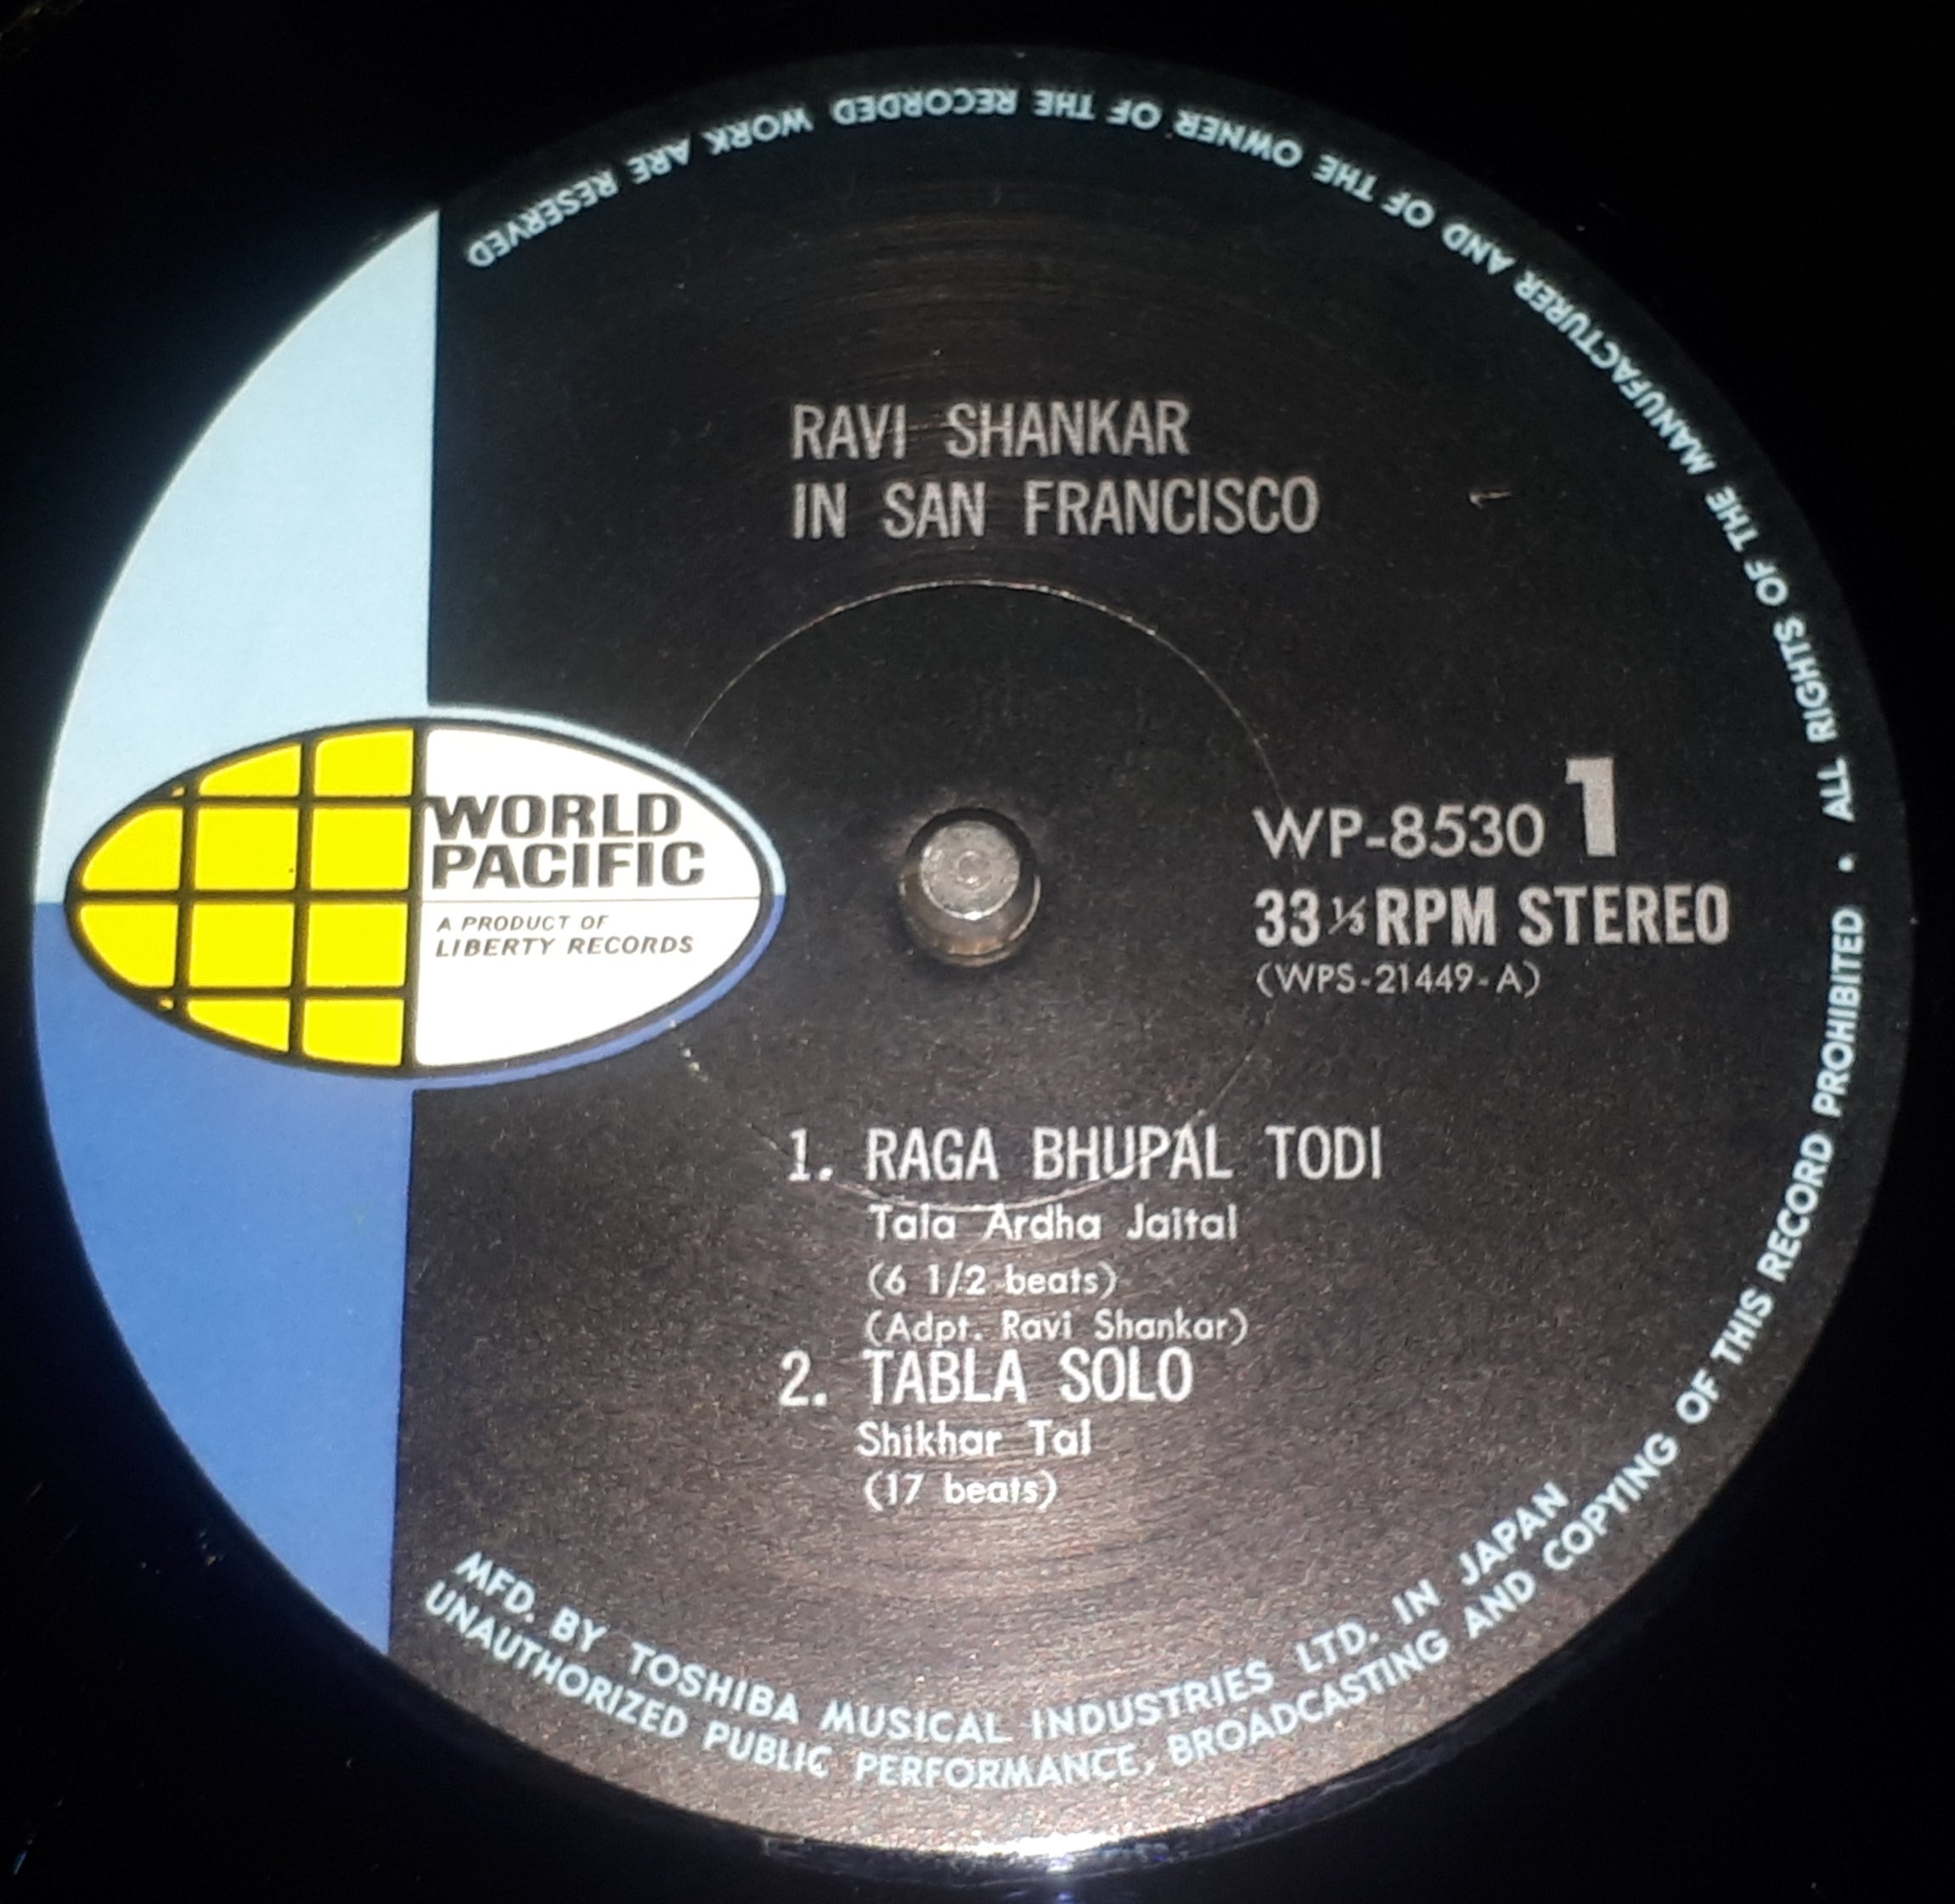 RAVI SHANKAR
IN SAN FRANCISCO
WORLD
PACIFIC
A PRODUCT OF
LIBERTY RECORDS
WP-8530 1
33 1/3 RPM STEREO
(WPS-21449-A)
1. RAGA BHUPAL TODI
Tala Ardha Jaital
(6 1/2 beats)
(Adpt. Ravi Shankar)
2. TABLA SOLO
Shikhar Tal
(17 beats)
MFD. BY TOSHIBA MUSICAL INDUSTRIES LTD. IN JAPAN
UNAUTHORIZED PUBLIC PERFORMANCE, BROADCASTING AND COPYING OF THIS RECORD PROHIBITED • ALL RIGHTS OF THE MANUFACTURER AND OF THE OWNER OF THE RECORDED WORK ARE RESERVED